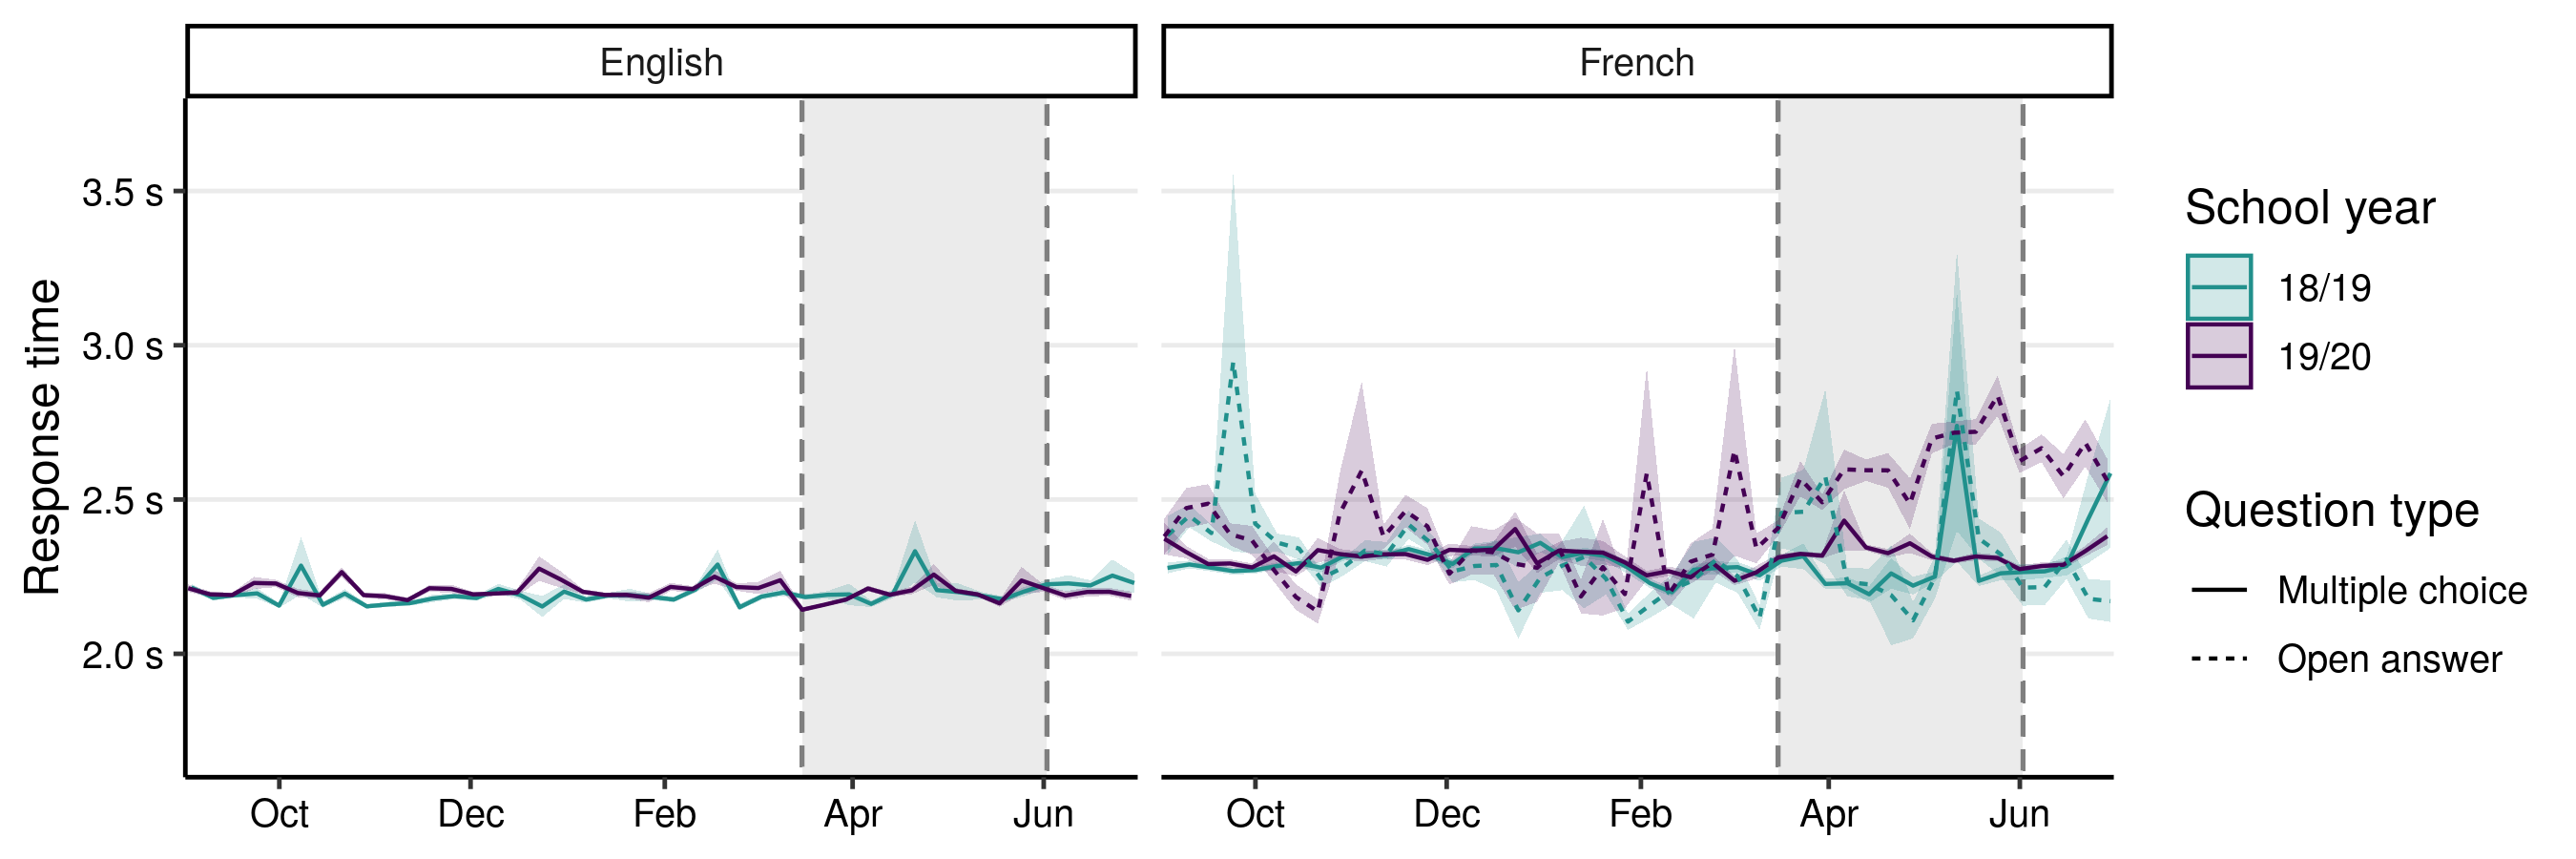 English
French
Response time
3.5 s
3.0 s
2.5 s
2.0 s
Oct Dec Feb Apr Jun
Oct Dec Feb Apr Jun
School year
18/19
19/20
Question type
Multiple choice
Open answer